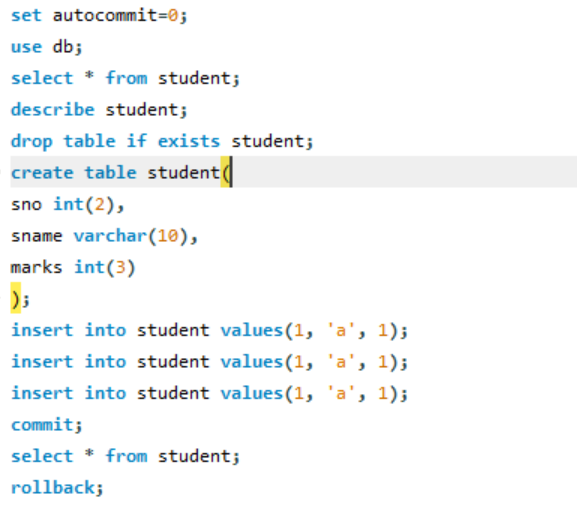 set autocommit=0;
use db;
select * from student;
describe student;
drop table if exists student;
create table student(
sno int(2),
sname varchar(10),
marks int(3)
);
insert into student values(1, 'a', 1);
insert into student values(1, 'a', 1);
insert into student values(1, 'a', 1);
commit;
select * from student;
rollback;